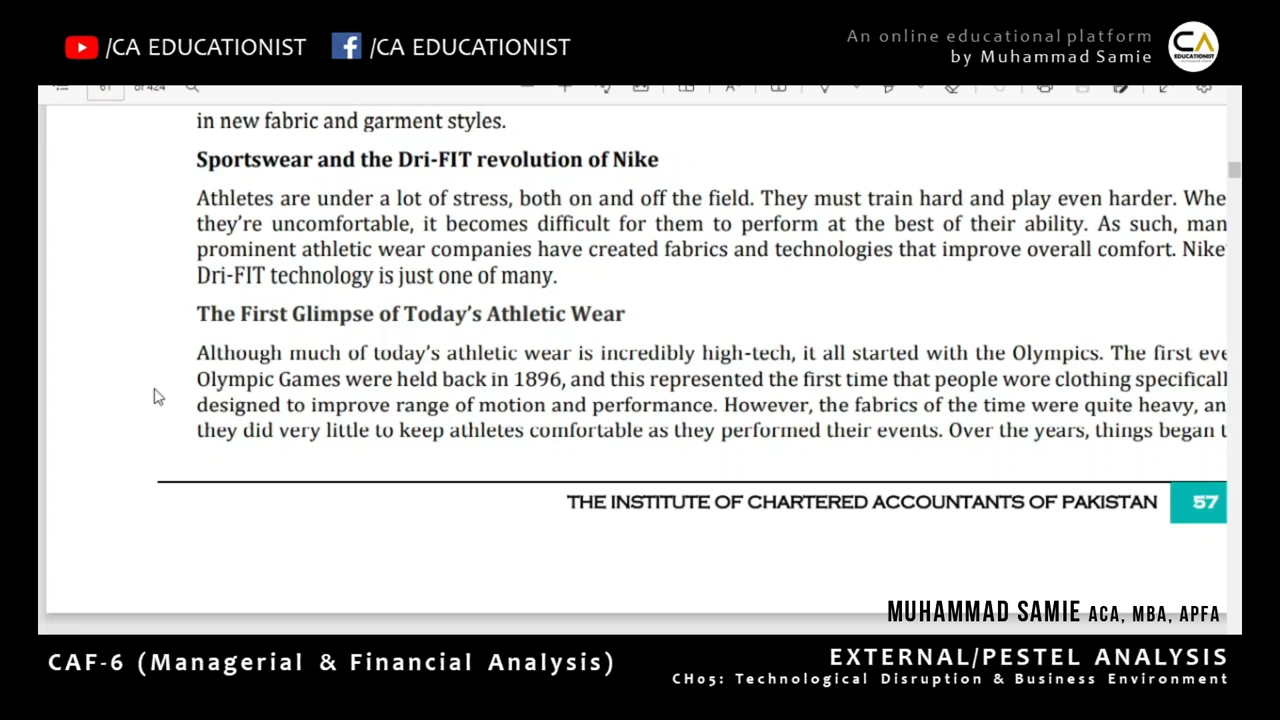 /CA EDUCATIONIST /CA EDUCATIONIST
An online educational platform
by Muhammad Samie
CA
EDUCATIONIST
of 424
in new fabric and garment styles.
Sportswear and the Dri-FIT revolution of Nike
Athletes are under a lot of stress, both on and off the field. They must train hard and play even harder. Whe
they're uncomfortable, it becomes difficult for them to perform at the best of their ability. As such, man
prominent athletic wear companies have created fabrics and technologies that improve overall comfort. Nike'
Dri-FIT technology is just one of many.
The First Glimpse of Today's Athletic Wear
Although much of today's athletic wear is incredibly high-tech, it all started with the Olympics. The first eve
Olympic Games were held back in 1896, and this represented the first time that people wore clothing specificall
designed to improve range of motion and performance. However, the fabrics of the time were quite heavy, an
they did very little to keep athletes comfortable as they performed their events. Over the years, things began t
THE INSTITUTE OF CHARTERED ACCOUNTANTS OF PAKISTAN 57
MUHAMMAD SAMIE ACA, MBA, APFA
CAF-6 (Managerial & Financial Analysis)
EXTERNAL/PESTEL ANALYSIS
CH05: Technological Disruption & Business Environment